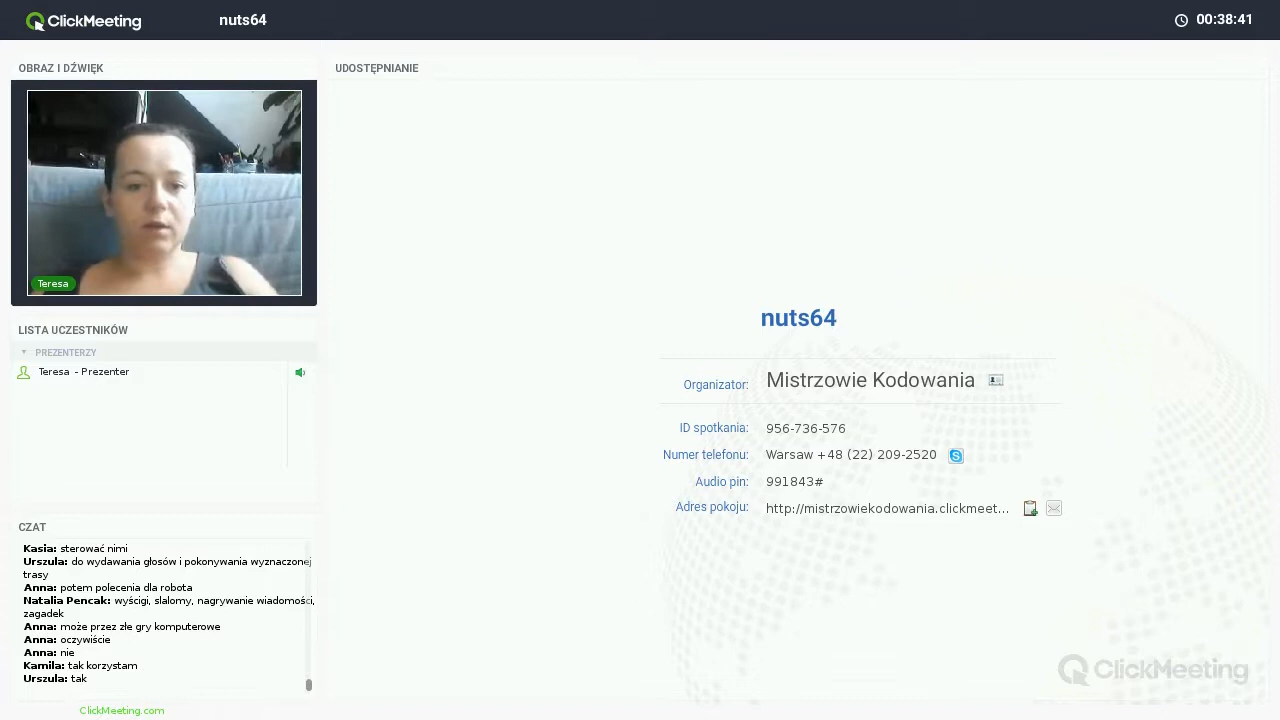 ClickMeeting
nuts64
00:38:41
OBRAZ I DŹWIĘK
UDOSTĘPNIANIE
Teresa
LISTA UCZESTNIKÓW
PREZENTERZY
Teresa - Prezenter
nuts64
Organizator: Mistrzowie Kodowania
ID spotkania: 956-736-576
Numer telefonu: Warsaw +48 (22) 209-2520
Audio pin: 991843#
Adres pokoju: http://mistrzowiekodowania.clickmeet...
CZAT
Kasia: sterować nimi
Urszula: do wydawania głosów i pokonywania wyznaczonej
trasy
Anna: potem polecenia dla robota
Natalia Pencak: wyścigi, slalomy, nagrywanie wiadomości,
zagadek
Anna: może przez złe gry komputerowe
Anna: oczywiście
Anna: nie
Kamila: tak korzystam
Urszula: tak
ClickMeeting
ClickMeeting.com